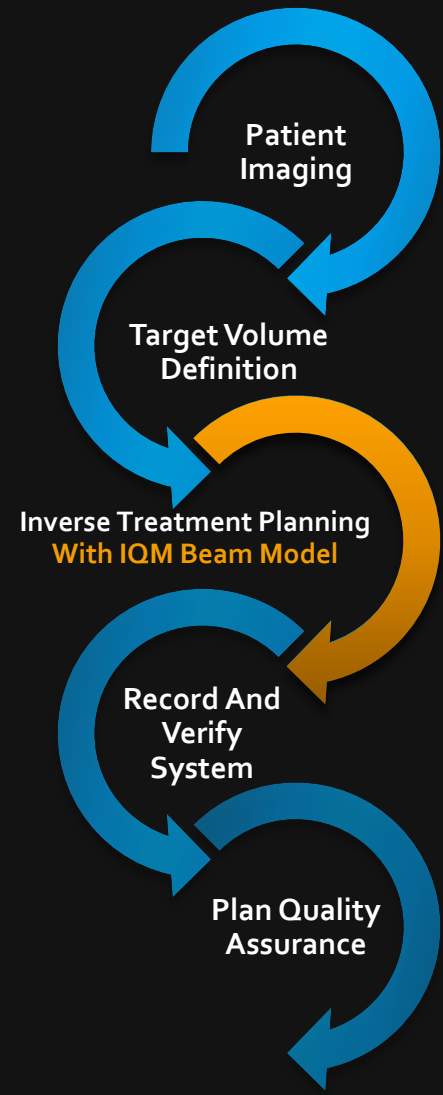 Patient
Imaging
Target Volume
Definition
Inverse Treatment Planning
With IQM Beam Model
Record And
Verify
System
Plan Quality
Assurance